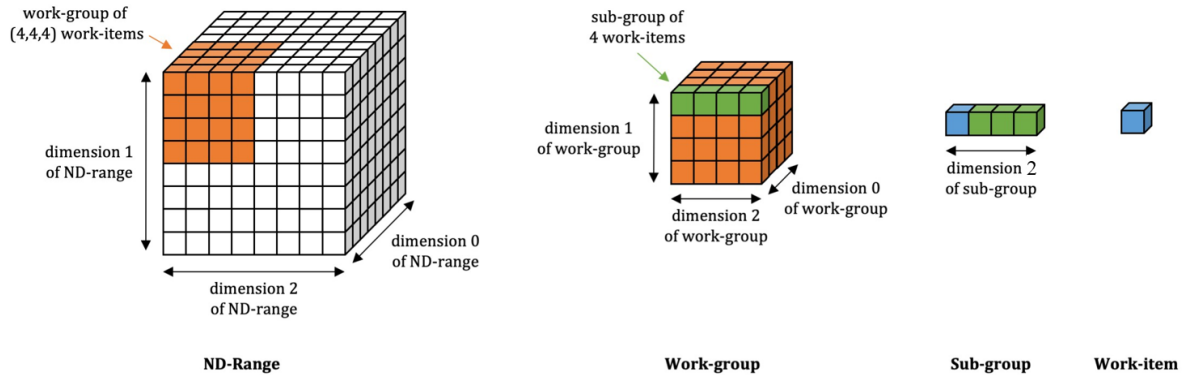 work-group of
(4,4,4) work-items
dimension 1
of ND-range
dimension 2
of ND-range
dimension 0
of ND-range
ND-Range
sub-group of
4 work-items
dimension 1
of work-group
dimension 2
of work-group
dimension 0
of work-group
Work-group
dimension 2
of sub-group
Sub-group
Work-item